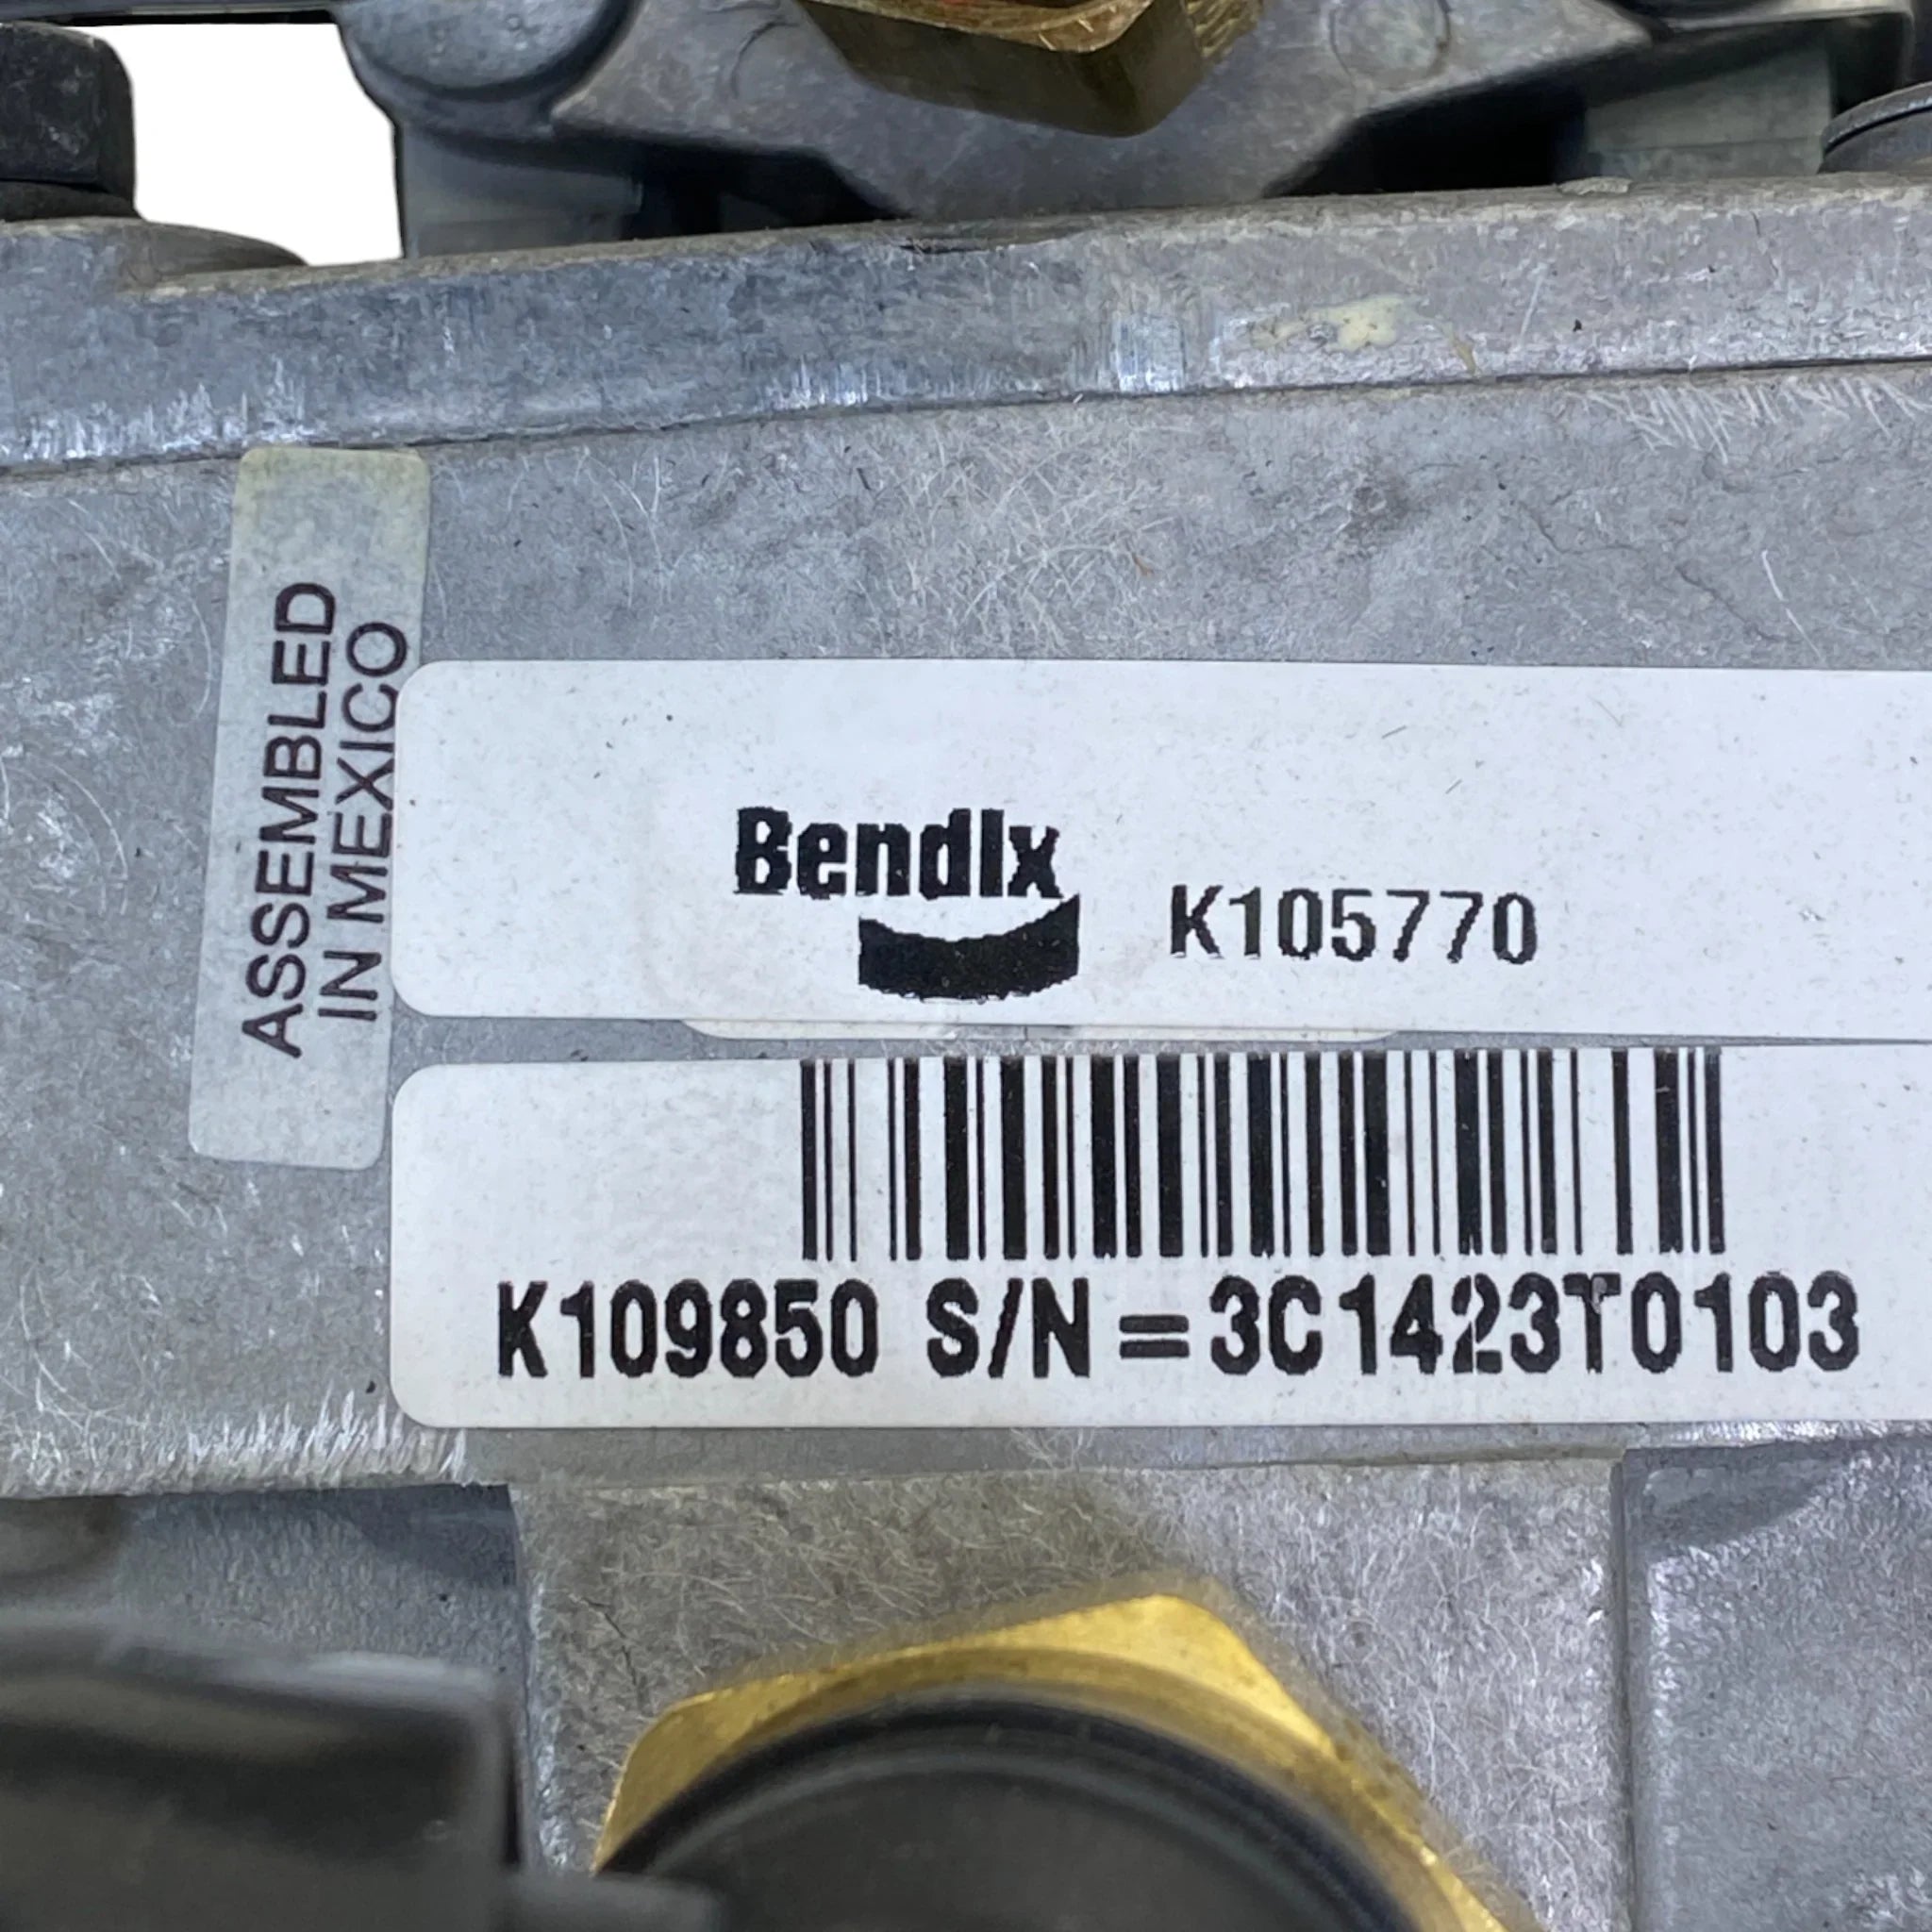 ASSEMBLED
IN MEXICO
Bendix K105770
K109850 S/N=3C1423T0103